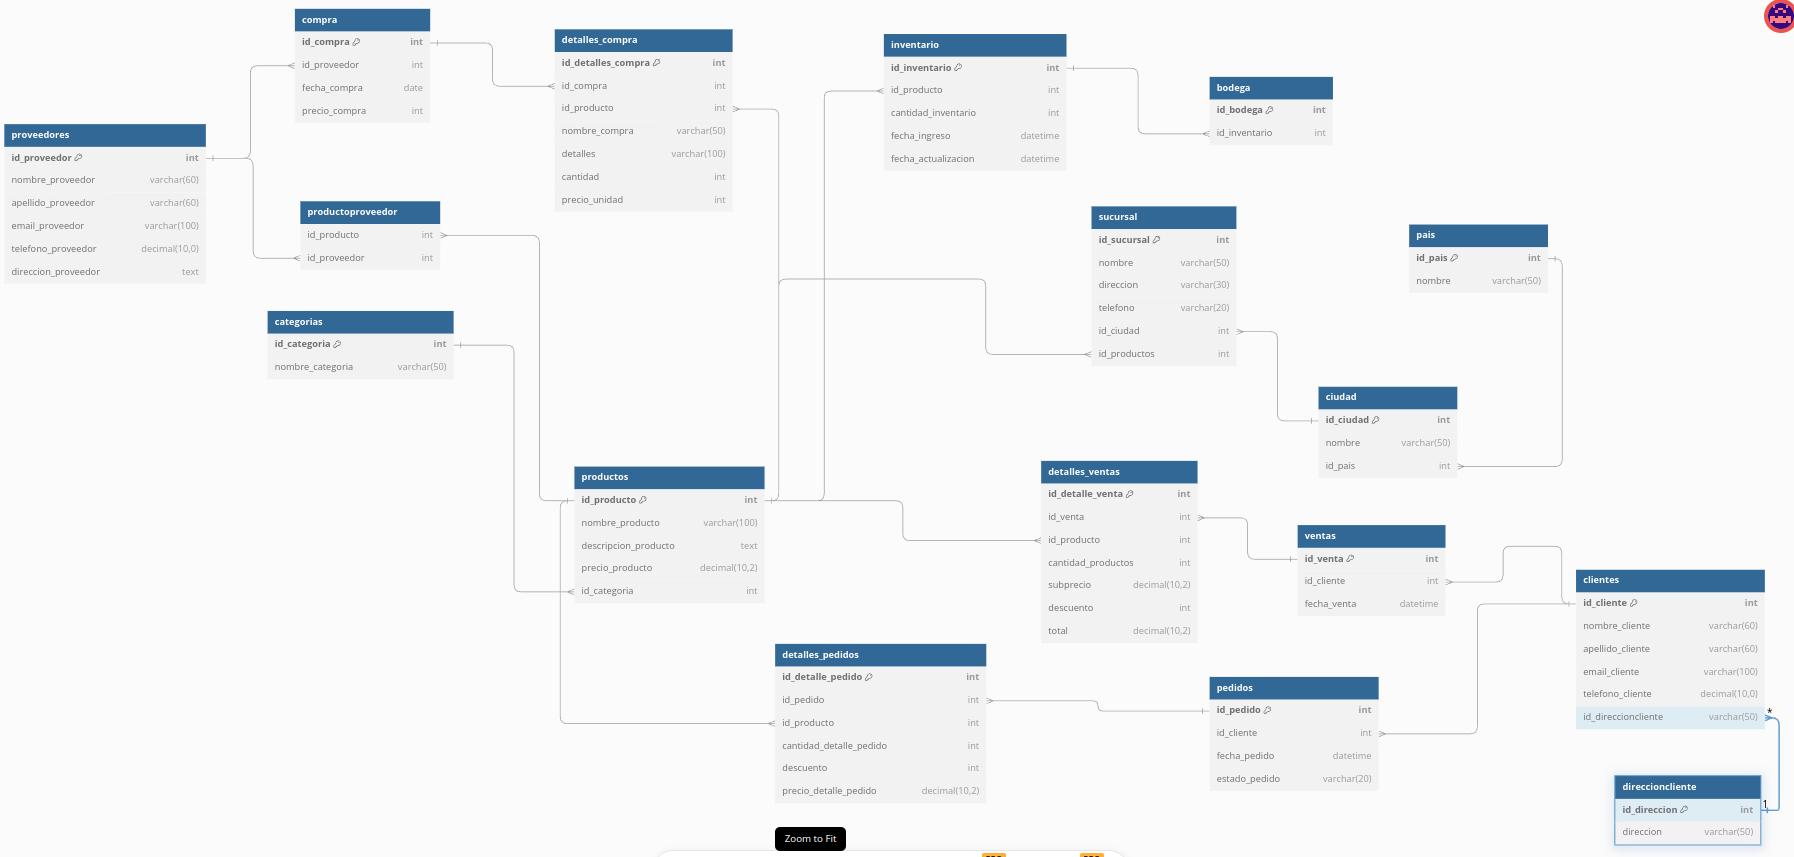 compra
id_compra int
id_proveedor int
fecha_compra date
precio_compra int
detalles_compra
id_detalles_compra int
id_compra int
id_producto int
nombre_compra varchar(50)
detalles varchar(100)
cantidad int
precio_unidad int
inventario
id_inventario int
id_producto int
cantidad_inventario int
fecha_ingreso datetime
fecha_actualizacion datetime
bodega
id_bodega int
id_inventario int
proveedores
id_proveedor int
nombre_proveedor varchar(60)
apellido_proveedor varchar(60)
email_proveedor varchar(100)
telefono_proveedor decimal(10,0)
direccion_proveedor text
productoproveedor
id_producto int
id_proveedor int
sucursal
id_sucursal int
nombre varchar(50)
direccion varchar(30)
telefono varchar(20)
id_ciudad int
id_productos int
pais
id_pais int
nombre varchar(50)
categorias
id_categoria int
nombre_categoria varchar(50)
ciudad
id_ciudad int
nombre varchar(50)
id_pais int
productos
id_producto int
nombre_producto varchar(100)
descripcion_producto text
precio_producto decimal(10,2)
id_categoria int
detalles_ventas
id_detalle_venta int
id_venta int
id_producto int
cantidad_productos int
subprecio decimal(10,2)
descuento int
total decimal(10,2)
ventas
id_venta int
id_cliente int
fecha_venta datetime
clientes
id_cliente int
nombre_cliente varchar(60)
apellido_cliente varchar(60)
email_cliente varchar(100)
telefono_cliente decimal(10,0)
id_direccioncliente varchar(50)
*
detalles_pedidos
id_detalle_pedido int
id_pedido int
id_producto int
cantidad_detalle_pedido int
descuento int
precio_detalle_pedido decimal(10,2)
pedidos
id_pedido int
id_cliente int
fecha_pedido datetime
estado_pedido varchar(20)
direccioncliente
id_direccion int
1
direccion varchar(50)
Zoom to Fit